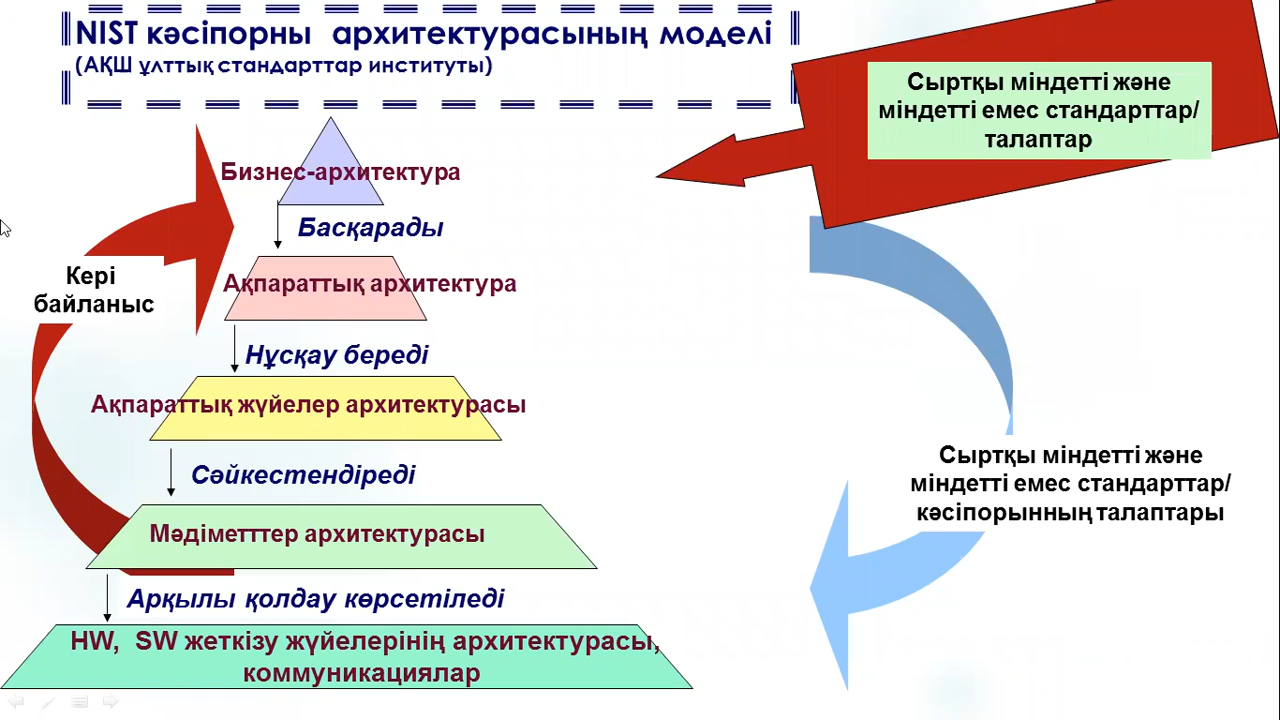 NIST кәсіпорны архитектурасының моделі
(АҚШ ұлттық стандарттар институты)
Сыртқы міндетті және
міндетті емес стандарттар/
талаптар
Бизнес-архитектура
Басқарады
Кері
байланыс
Ақпараттық архитектура
Нұсқау береді
Ақпараттық жүйелер архитектурасы
Сәйкестендіреді
Сыртқы міндетті және
міндетті емес стандарттар/
кәсіпорынның талаптары
Мәдіметттер архитектурасы
Арқылы қолдау көрсетіледі
HW, SW жеткізу жүйелерінің архитектурасы,
коммуникациялар